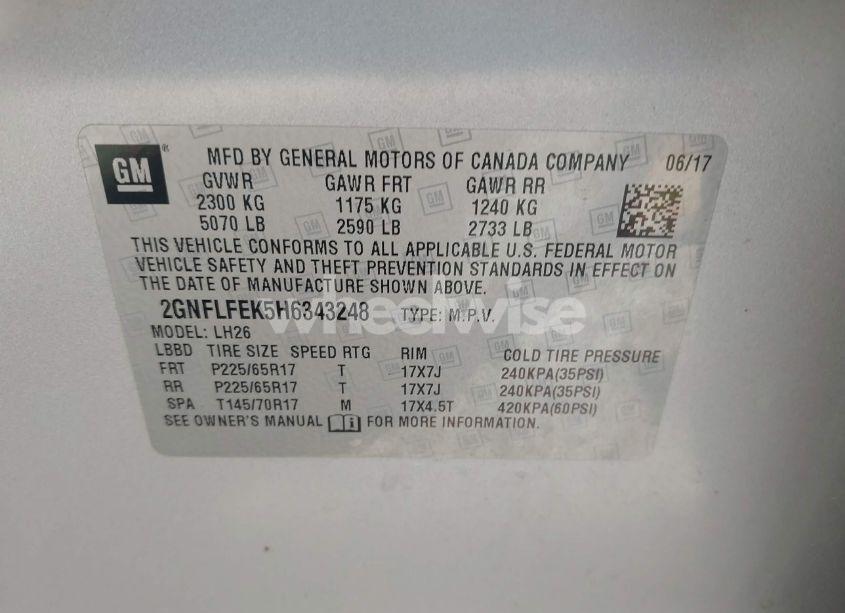 GM ® MFD BY GENERAL MOTORS OF CANADA COMPANY 06/17
GVWR GAWR FRT GAWR RR
2300 KG 1175 KG 1240 KG
5070 LB 2590 LB 2733 LB
THIS VEHICLE CONFORMS TO ALL APPLICABLE U.S. FEDERAL MOTOR
VEHICLE SAFETY AND THEFT PREVENTION STANDARDS IN EFFECT ON
THE DATE OF MANUFACTURE SHOWN ABOVE.
2GNFLFEK5H6343248 TYPE: M.P.V.
wheelwise
MODEL: LH26
LBBD TIRE SIZE SPEED RTG RIM COLD TIRE PRESSURE
FRT P225/65R17 T 17X7J 240KPA(35PSI)
RR P225/65R17 T 17X7J 240KPA(35PSI)
SPA T145/70R17 M 17X4.5T 420KPA(60PSI)
SEE OWNER'S MANUAL FOR MORE INFORMATION.